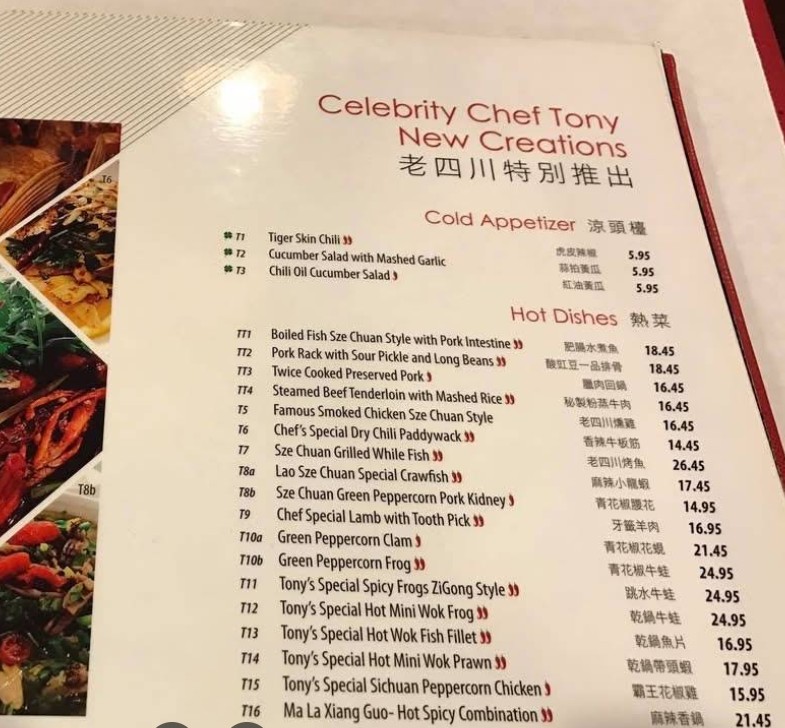 Celebrity Chef Tony
New Creations
老四川特別推出
Cold Appetizer 涼頭檯
T1 Tiger Skin Chili 虎皮辣椒 5.95
T2 Cucumber Salad with Mashed Garlic 蒜拍黃瓜 5.95
T3 Chili Oil Cucumber Salad 紅油黃瓜 5.95
Hot Dishes 熱菜
TT1 Boiled Fish Sze Chuan Style with Pork Intestine 肥腸水煮魚 18.45
TT2 Pork Rack with Sour Pickle and Long Beans 酸豇豆一品排骨 18.45
TT3 Twice Cooked Preserved Pork 臘肉回鍋 16.45
TT4 Steamed Beef Tenderloin with Mashed Rice 秘製粉蒸牛肉 16.45
T5 Famous Smoked Chicken Sze Chuan Style 老四川燻雞 16.45
T6 Chef's Special Dry Chili Paddywack 香辣牛板筋 14.45
T7 Sze Chuan Grilled While Fish 老四川烤魚 26.45
T8a Lao Sze Chuan Special Crawfish 麻辣小龍蝦 17.45
T8b Sze Chuan Green Peppercorn Pork Kidney 青花椒腰花 14.95
T9 Chef Special Lamb with Tooth Pick 牙籤羊肉 16.95
T10a Green Peppercorn Clam 青花椒花蜆 21.45
T10b Green Peppercorn Frog 青花椒牛蛙 24.95
T11 Tony's Special Spicy Frogs ZiGong Style 跳水牛蛙 24.95
T12 Tony's Special Hot Mini Wok Frog 乾鍋牛蛙 24.95
T13 Tony's Special Hot Wok Fish Fillet 乾鍋魚片 16.95
T14 Tony's Special Hot Mini Wok Prawn 乾鍋帶頭蝦 17.95
T15 Tony's Special Sichuan Peppercorn Chicken 霸王花椒雞 15.95
T16 Ma La Xiang Guo- Hot Spicy Combination 麻辣香鍋 21.45
T6
T8b